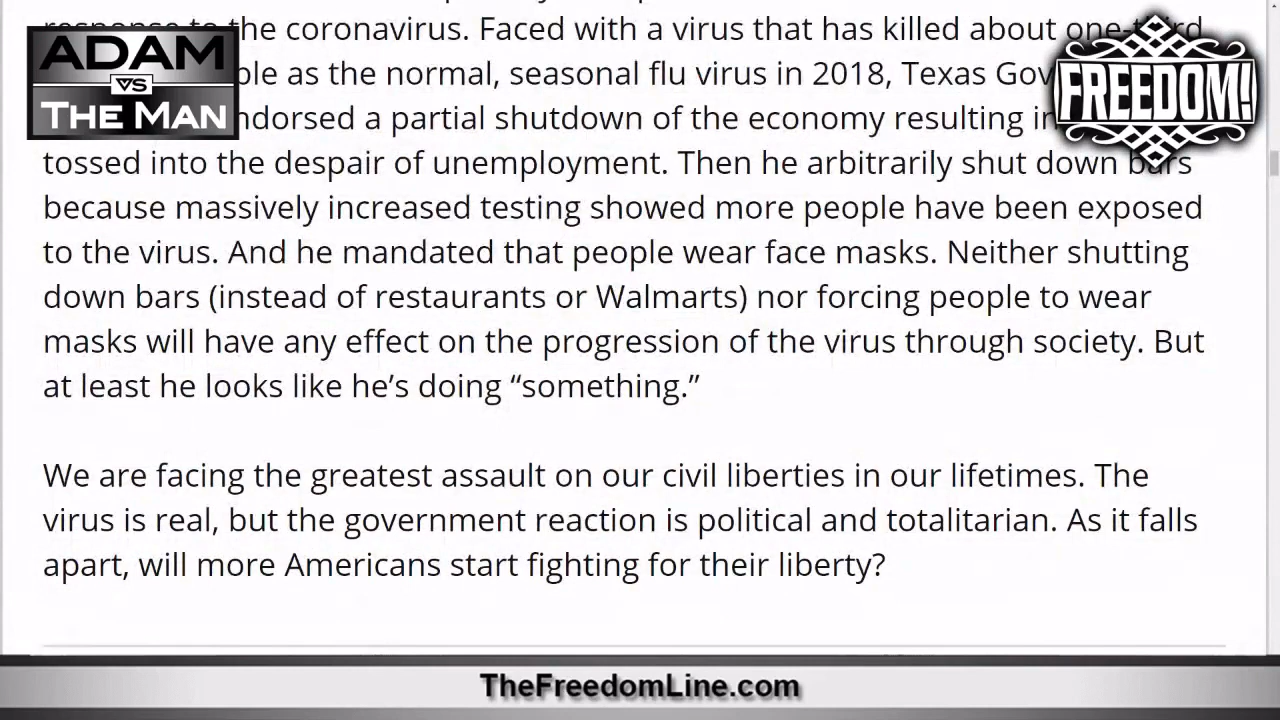 response to the coronavirus. Faced with a virus that has killed about one-third
ADAM
VS
THE MAN
FREEDOM!
ple as the normal, seasonal flu virus in 2018, Texas Gov
ndorsed a partial shutdown of the economy resulting in
tossed into the despair of unemployment. Then he arbitrarily shut down bars
because massively increased testing showed more people have been exposed
to the virus. And he mandated that people wear face masks. Neither shutting
down bars (instead of restaurants or Walmarts) nor forcing people to wear
masks will have any effect on the progression of the virus through society. But
at least he looks like he’s doing “something.”
We are facing the greatest assault on our civil liberties in our lifetimes. The
virus is real, but the government reaction is political and totalitarian. As it falls
apart, will more Americans start fighting for their liberty?
TheFreedomLine.com